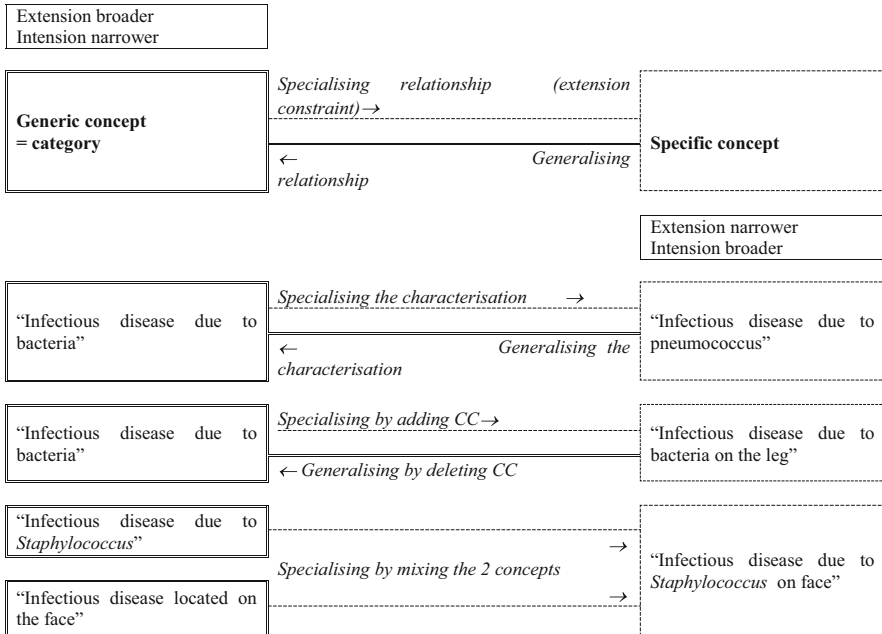 Extension broader
Intension narrower
Specialising relationship (extension
constraint)→
Generic concept
= category
Specific concept
← Generalising
relationship
Extension narrower
Intension broader
Specialising the characterisation →
“Infectious disease due to
bacteria”
“Infectious disease due to
pneumococcus”
← Generalising the
characterisation
Specialising by adding CC→
“Infectious disease due to
bacteria”
“Infectious disease due to
bacteria on the leg”
← Generalising by deleting CC
“Infectious disease due to
Staphylococcus”
→
Specialising by mixing the 2 concepts
“Infectious disease due to
Staphylococcus on face”
“Infectious disease located on
the face”
→